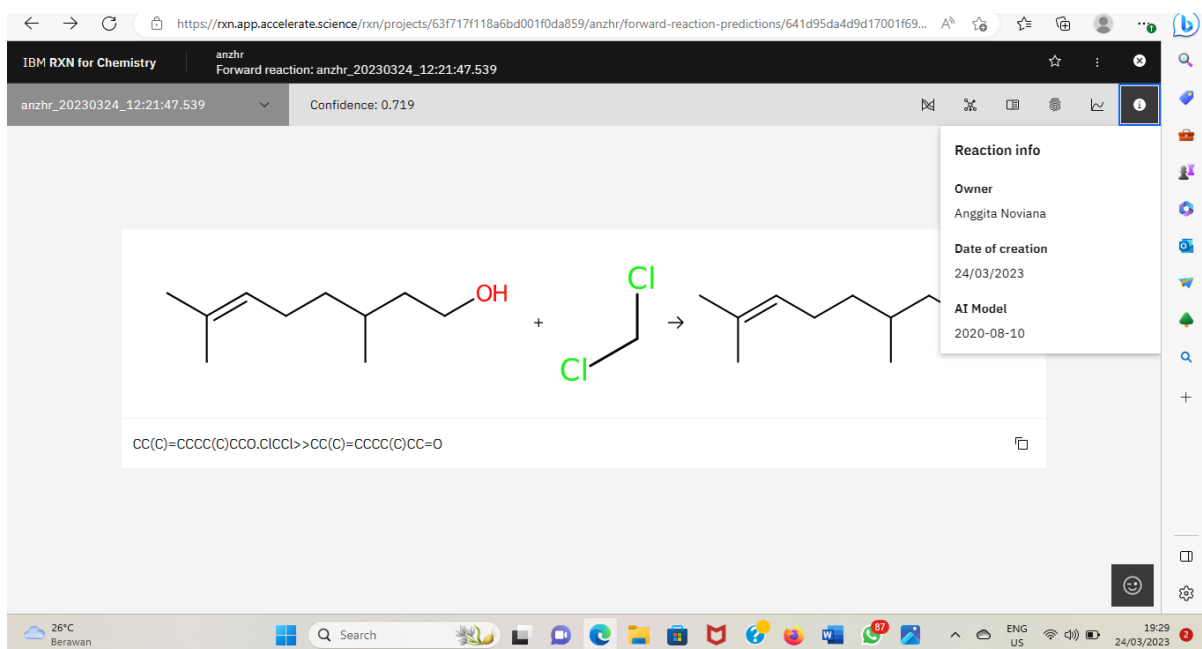 https://rxn.app.accelerate.science/rxn/projects/63f717f118a6bd001f0da859/anzhr/forward-reaction-predictions/641d95da4d9d17001f69...
IBM RXN for Chemistry
anzhr
Forward reaction: anzhr_20230324_12:21:47.539
anzhr_20230324_12:21:47.539
Confidence: 0.719
Reaction info
Owner
Anggita Noviana
Date of creation
24/03/2023
AI Model
2020-08-10
OH
+
Cl
Cl
CC(C)=CCCC(C)CCO.ClCCl>>CC(C)=CCCC(C)CC=O
26°C
Berawan
Search
87
ENG
US
19:29
24/03/2023
2